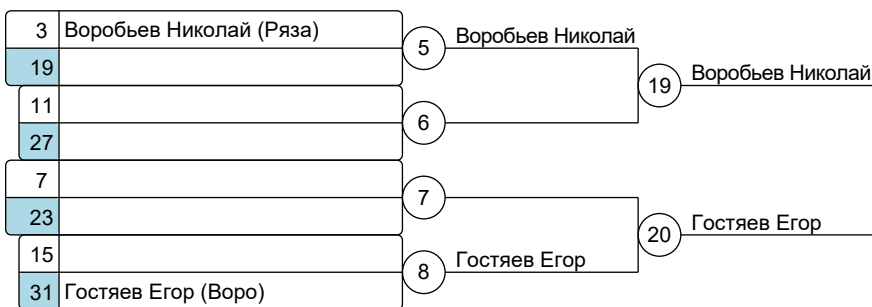 3 Воробьев Николай (Ряза)
5 Воробьев Николай
19
19 Воробьев Николай
11
6
27
7
7
23
20 Гостяев Егор
15
8 Гостяев Егор
31 Гостяев Егор (Воро)